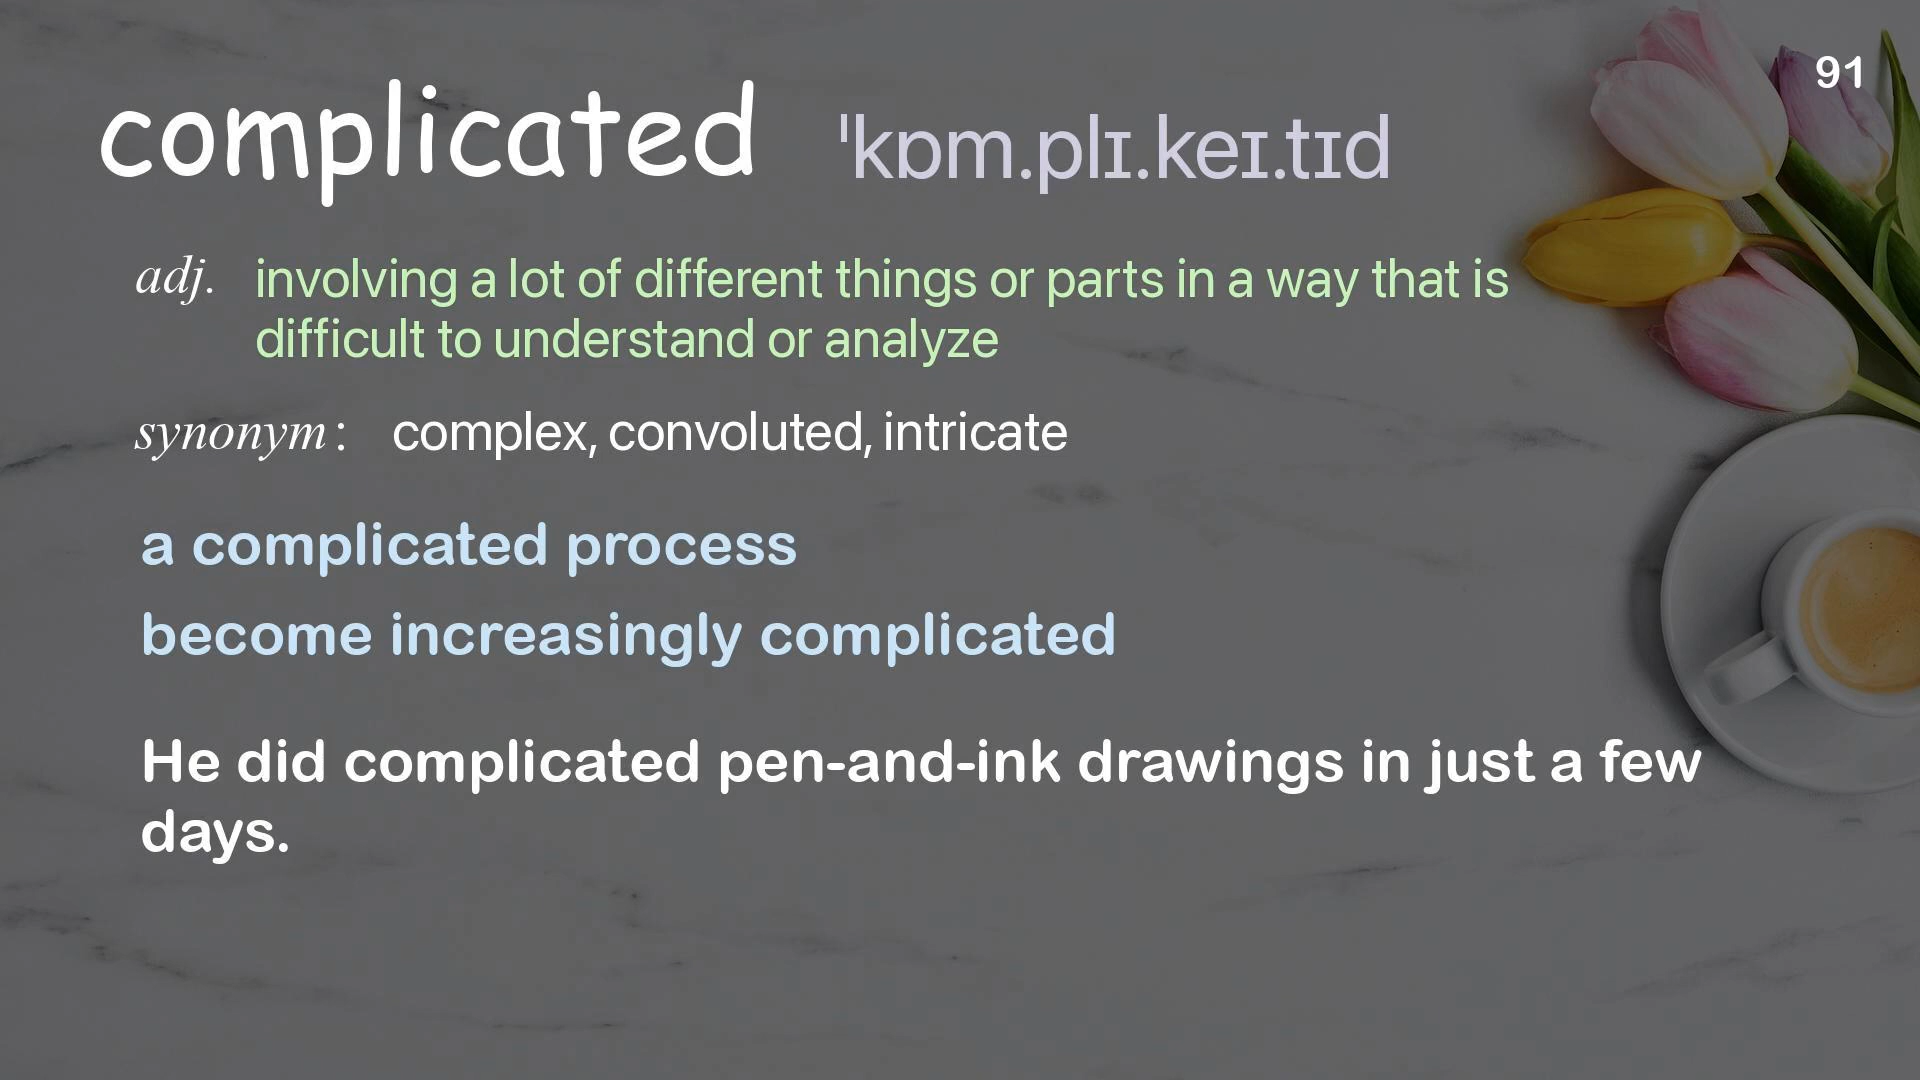 91
complicated ˈkɒm.plɪ.keɪ.tɪd
adj. involving a lot of different things or parts in a way that is
difficult to understand or analyze
synonym: complex, convoluted, intricate
a complicated process
become increasingly complicated
He did complicated pen-and-ink drawings in just a few
days.